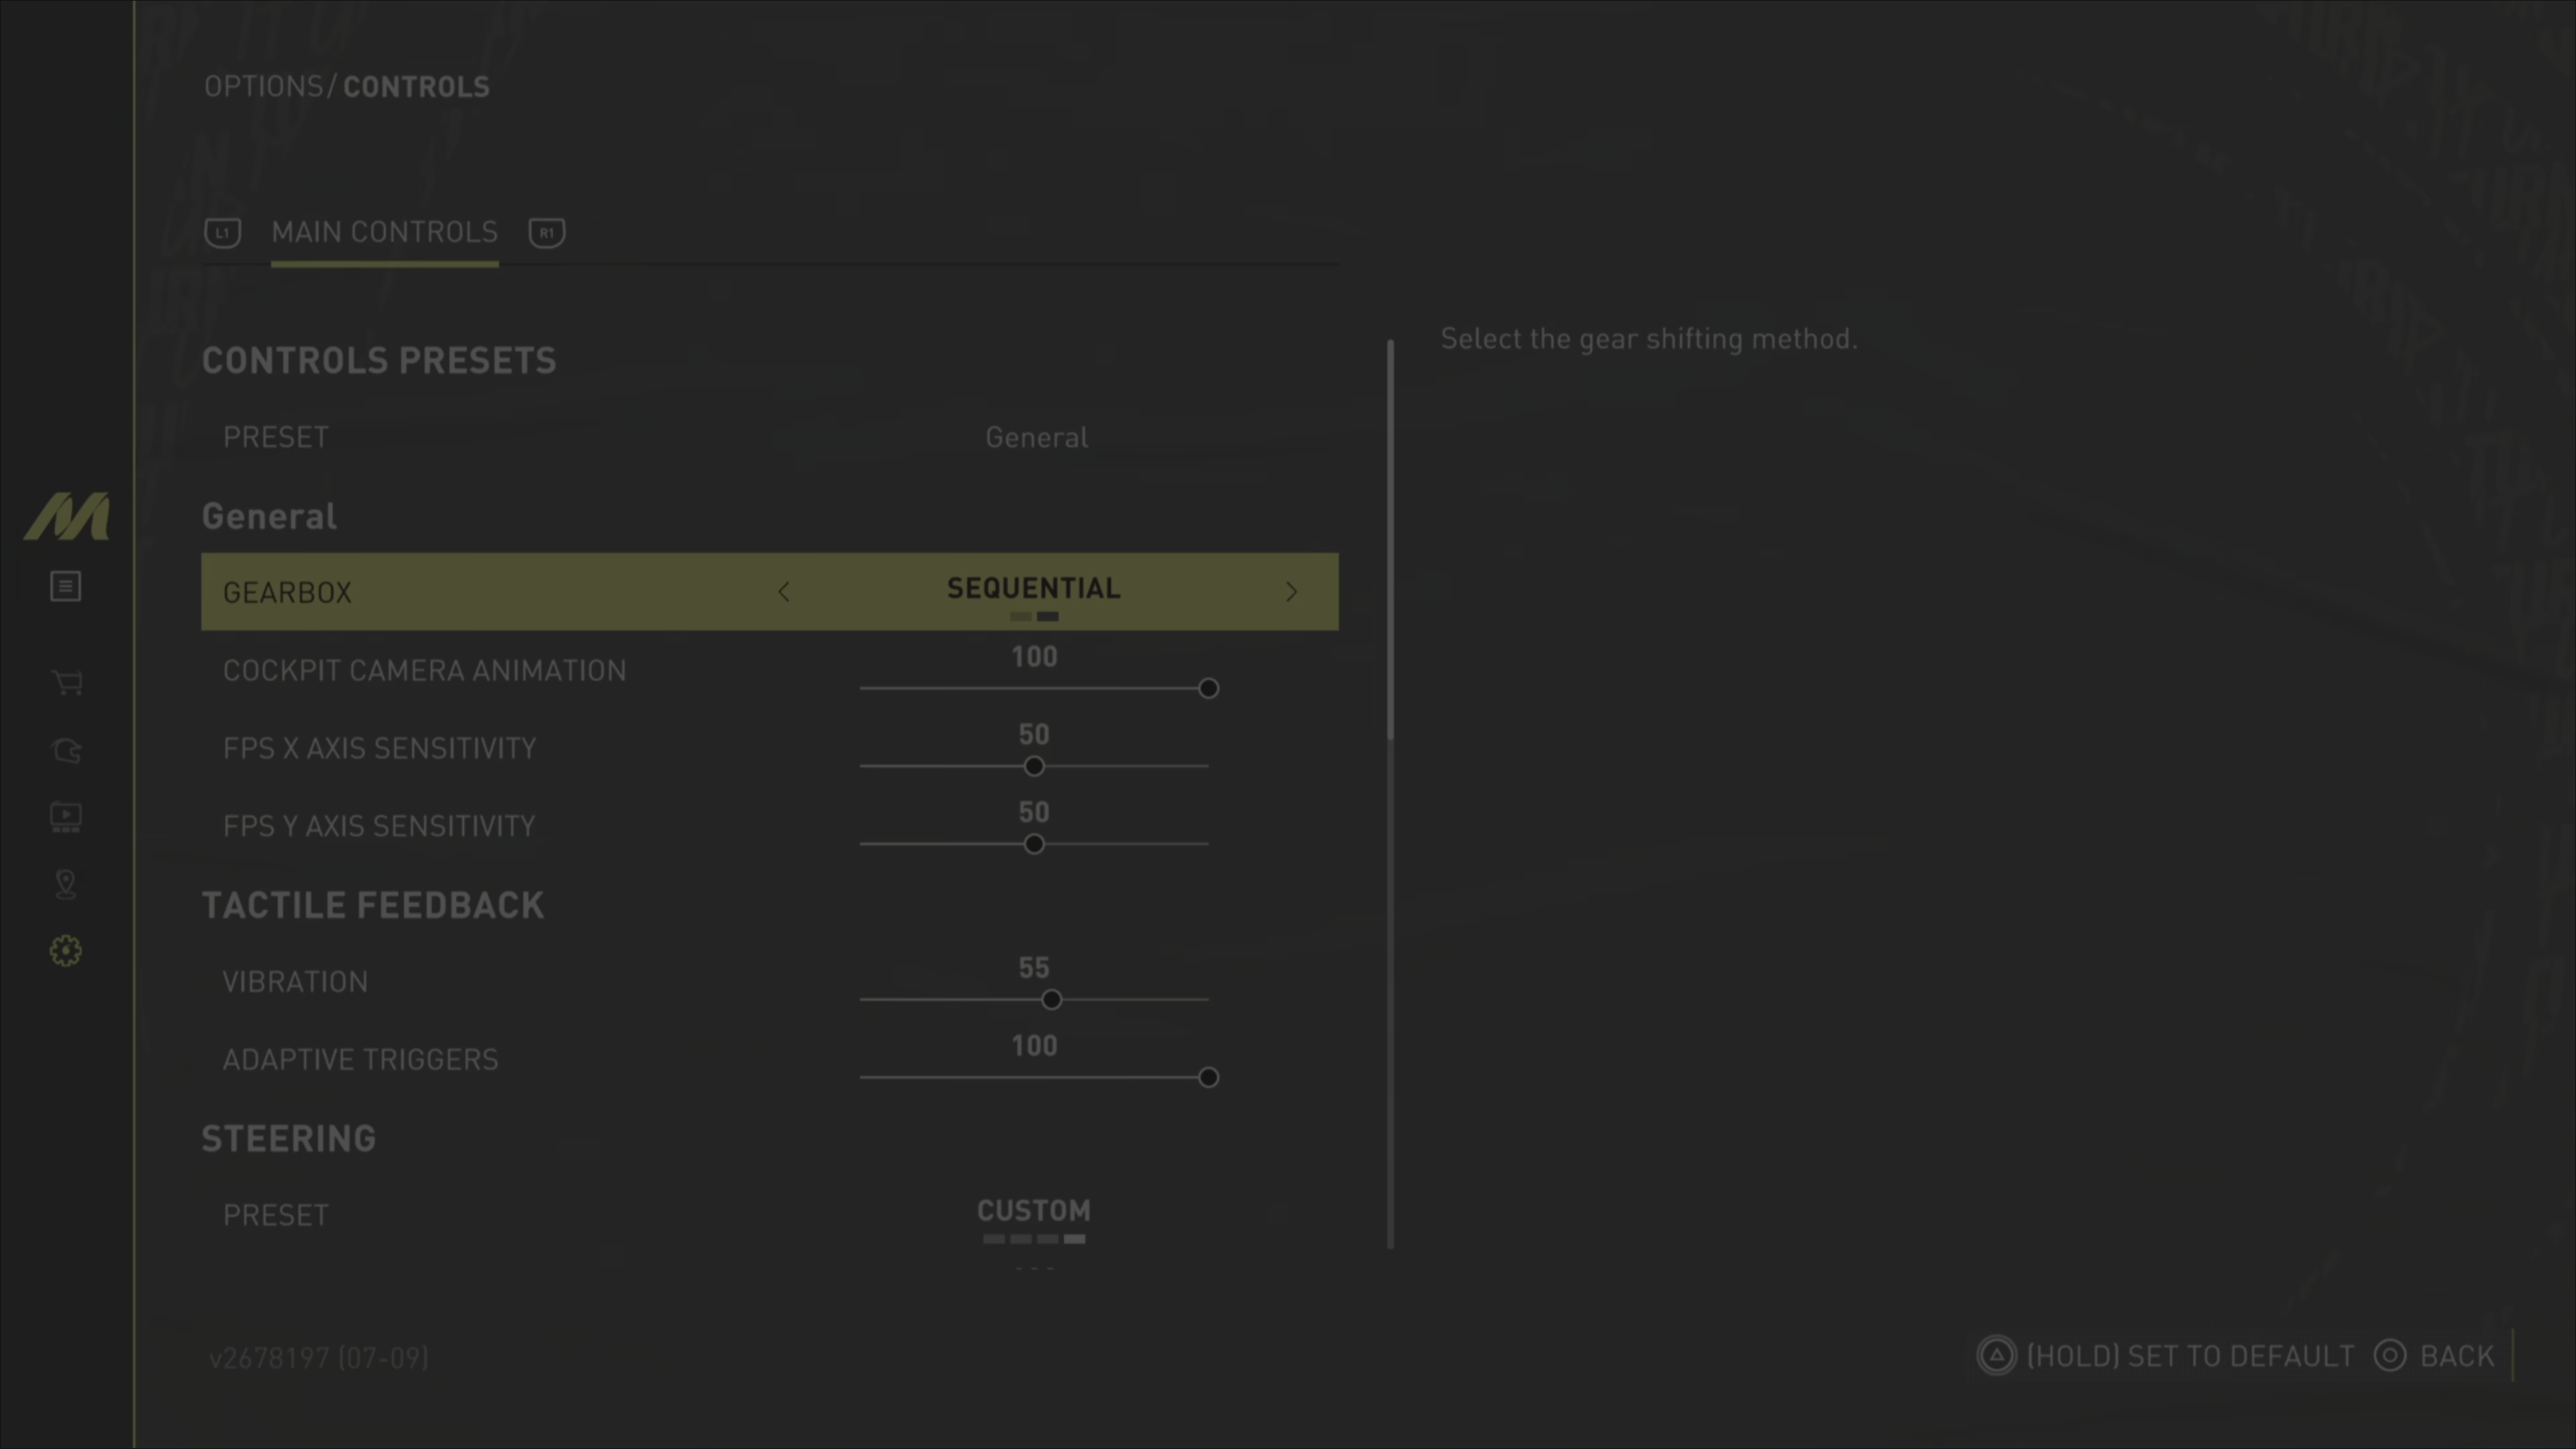 OPTIONS/CONTROLS
L1 MAIN CONTROLS R1
CONTROLS PRESETS
Select the gear shifting method.
PRESET General
General
GEARBOX SEQUENTIAL
COCKPIT CAMERA ANIMATION 100
FPS X AXIS SENSITIVITY 50
FPS Y AXIS SENSITIVITY 50
TACTILE FEEDBACK
VIBRATION 55
ADAPTIVE TRIGGERS 100
STEERING
PRESET CUSTOM
v2678197 (07-09)
(HOLD) SET TO DEFAULT BACK